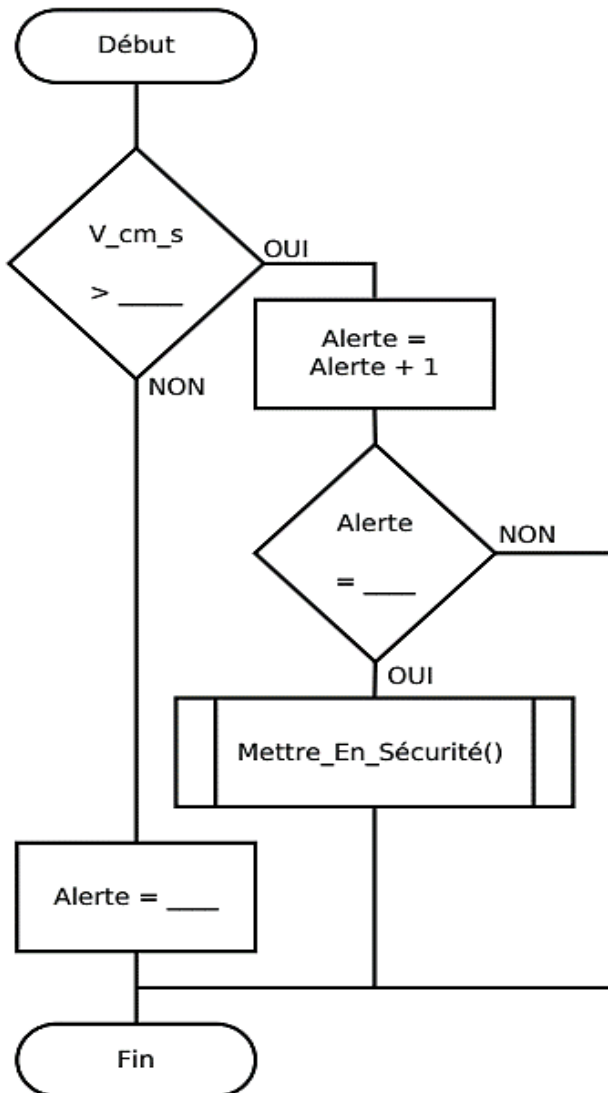 Début
V_cm_s
> _____
OUI
NON
Alerte =
Alerte + 1
Alerte
= ____
NON
OUI
Mettre_En_Sécurité()
Alerte = ____
Fin